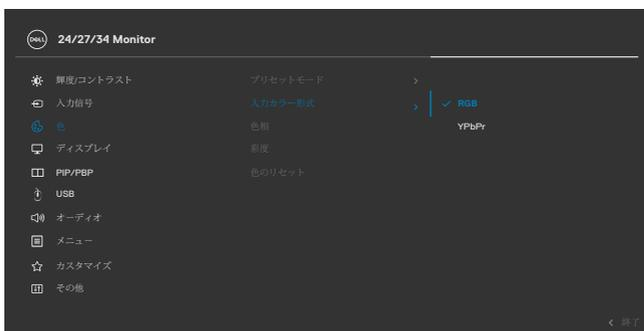 DELL
24/27/34 Monitor
輝度/コントラスト
プリセットモード
入力信号
入力カラー形式
RGB
色
色相
YPbPr
ディスプレイ
彩度
PIP/PBP
色のリセット
USB
オーディオ
メニュー
カスタマイズ
その他
終了